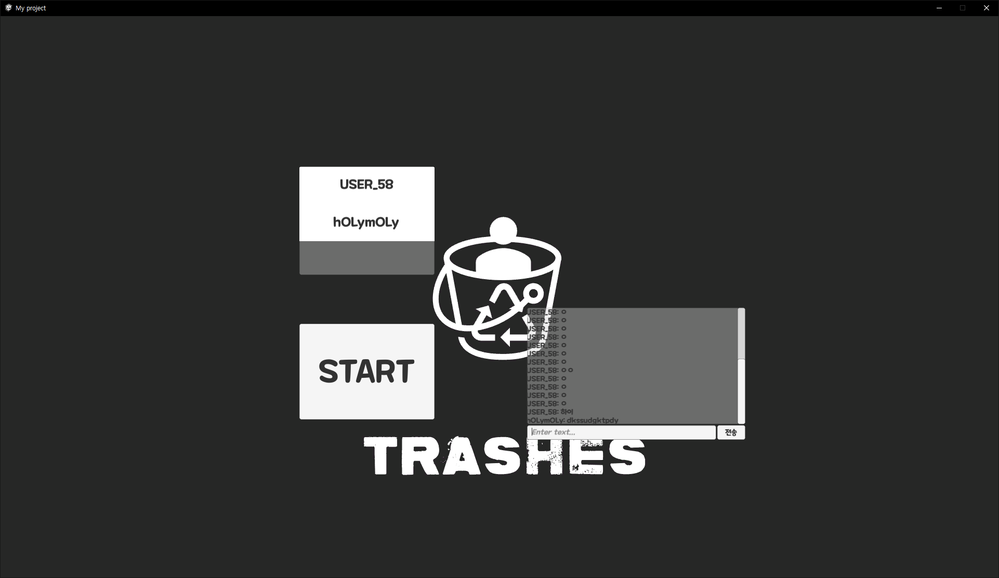 My project
USER_58
hOLymOLy
START
USER_58: ㅇ
USER_58: ㅇ
USER_58: ㅇ
USER_58: ㅇ
USER_58: ㅇ
USER_58: ㅇ
USER_58: ㅇ
USER_58: ㅇㅇ
USER_58: ㅇ
USER_58: ㅇ
USER_58: ㅇ
USER_58: ㅇ
USER_58: 하이
hOLymOLy: dkssudgktpdy
Enter text...
전송
TRASHES